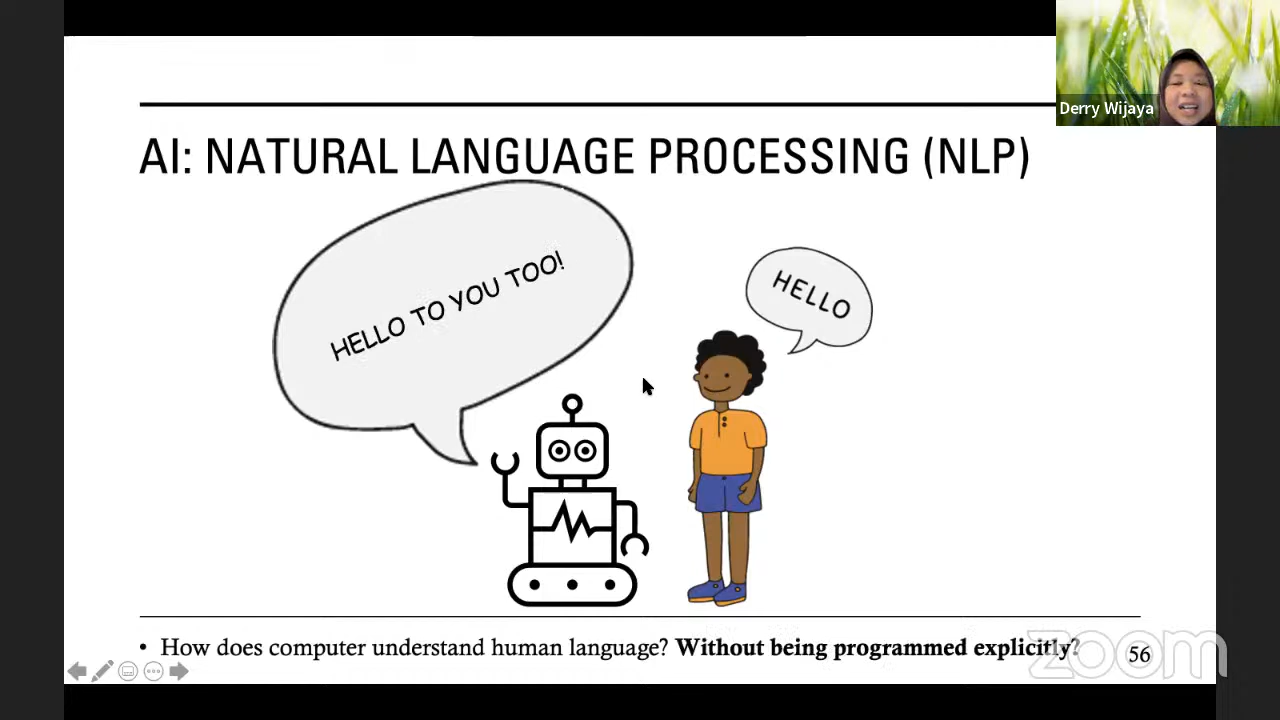 Derry Wijaya
AI: NATURAL LANGUAGE PROCESSING (NLP)
HELLO TO YOU TOO!
HELLO
• How does computer understand human language? Without being programmed explicitly?
zoom
56